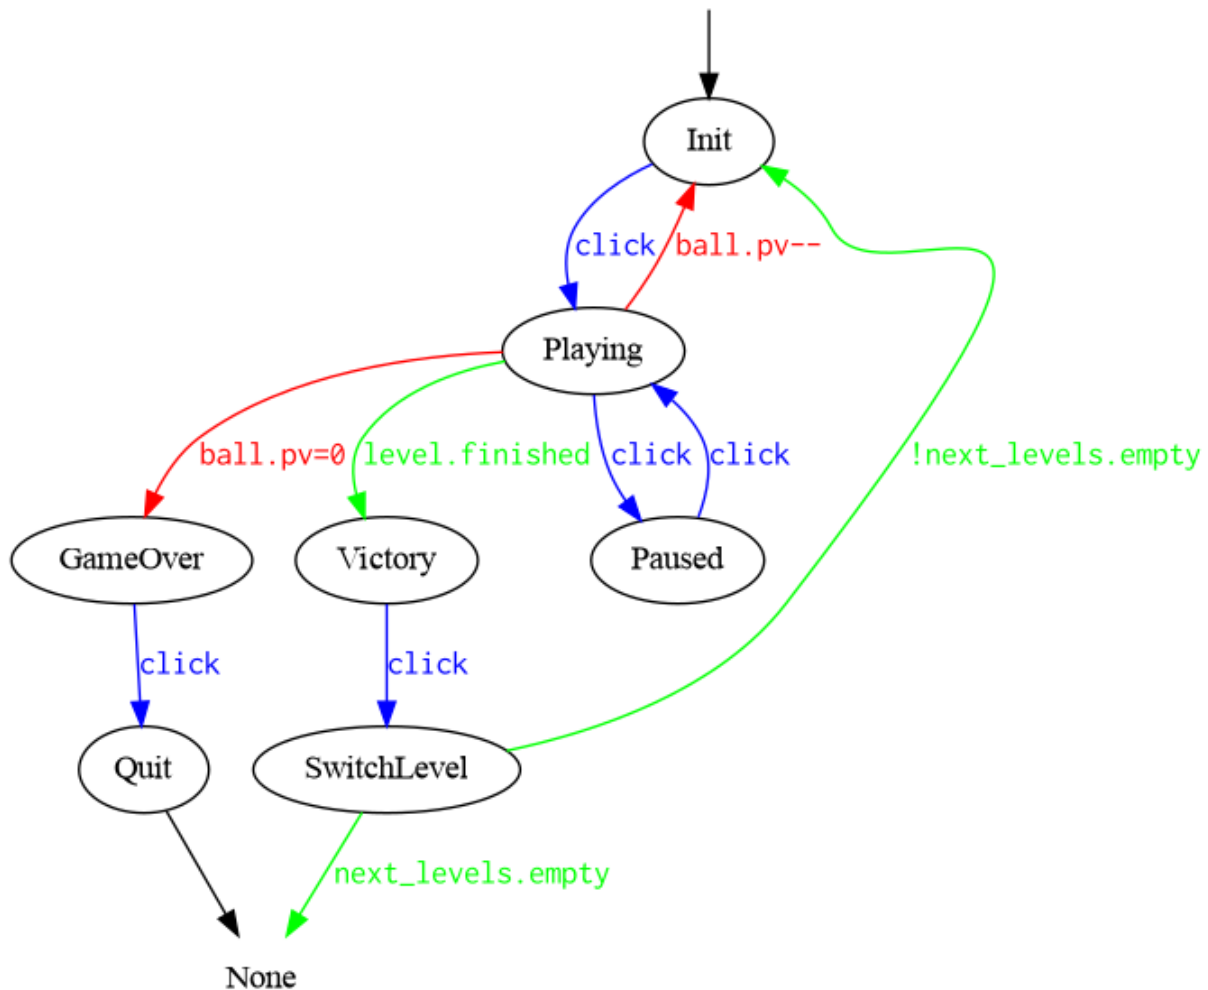 Init
click
ball.pv--
Playing
ball.pv=0
level.finished
click
click
!next_levels.empty
GameOver
Victory
Paused
click
click
Quit
SwitchLevel
next_levels.empty
None